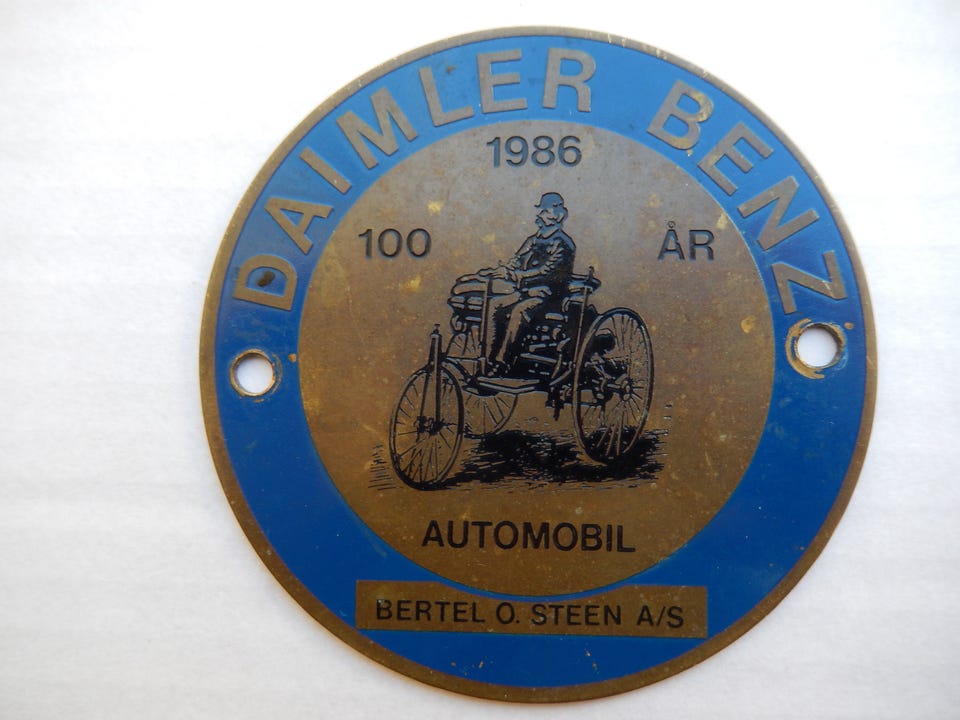 DAIMLER BENZ
1986
100 ÅR
AUTOMOBIL
BERTEL O. STEEN A/S